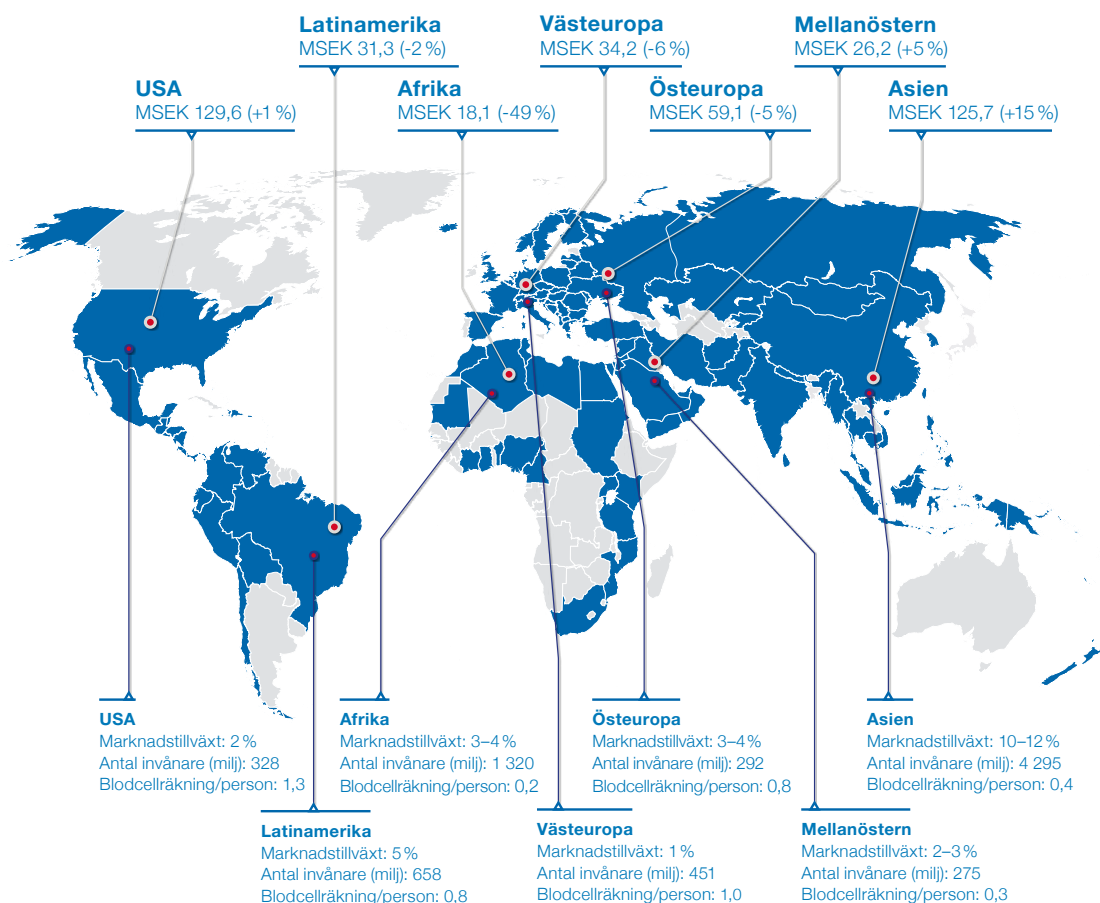 Latinamerika
MSEK 31,3 (-2 %)
Västeuropa
MSEK 34,2 (-6 %)
Mellanöstern
MSEK 26,2 (+5 %)
USA
MSEK 129,6 (+1 %)
Afrika
MSEK 18,1 (-49 %)
Östeuropa
MSEK 59,1 (-5 %)
Asien
MSEK 125,7 (+15 %)
USA
Marknadstillväxt: 2 %
Antal invånare (milj): 328
Blodcellräkning/person: 1,3
Afrika
Marknadstillväxt: 3–4 %
Antal invånare (milj): 1 320
Blodcellräkning/person: 0,2
Östeuropa
Marknadstillväxt: 3–4 %
Antal invånare (milj): 292
Blodcellräkning/person: 0,8
Asien
Marknadstillväxt: 10–12 %
Antal invånare (milj): 4 295
Blodcellräkning/person: 0,4
Latinamerika
Marknadstillväxt: 5 %
Antal invånare (milj): 658
Blodcellräkning/person: 0,8
Västeuropa
Marknadstillväxt: 1 %
Antal invånare (milj): 451
Blodcellräkning/person: 1,0
Mellanöstern
Marknadstillväxt: 2–3 %
Antal invånare (milj): 275
Blodcellräkning/person: 0,3